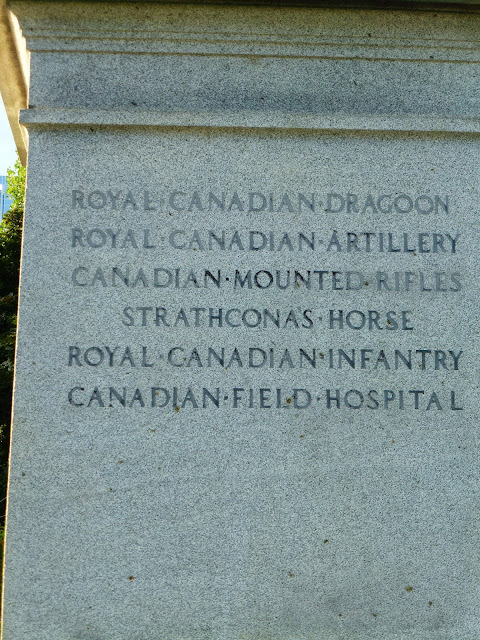 ROYAL·CANADIAN·DRAGOON
ROYAL·CANADIAN·ARTILLERY
CANADIAN·MOUNTED·RIFLES
STRATHCONAS·HORSE
ROYAL·CANADIAN·INFANTRY
CANADIAN·FIELD·HOSPITAL